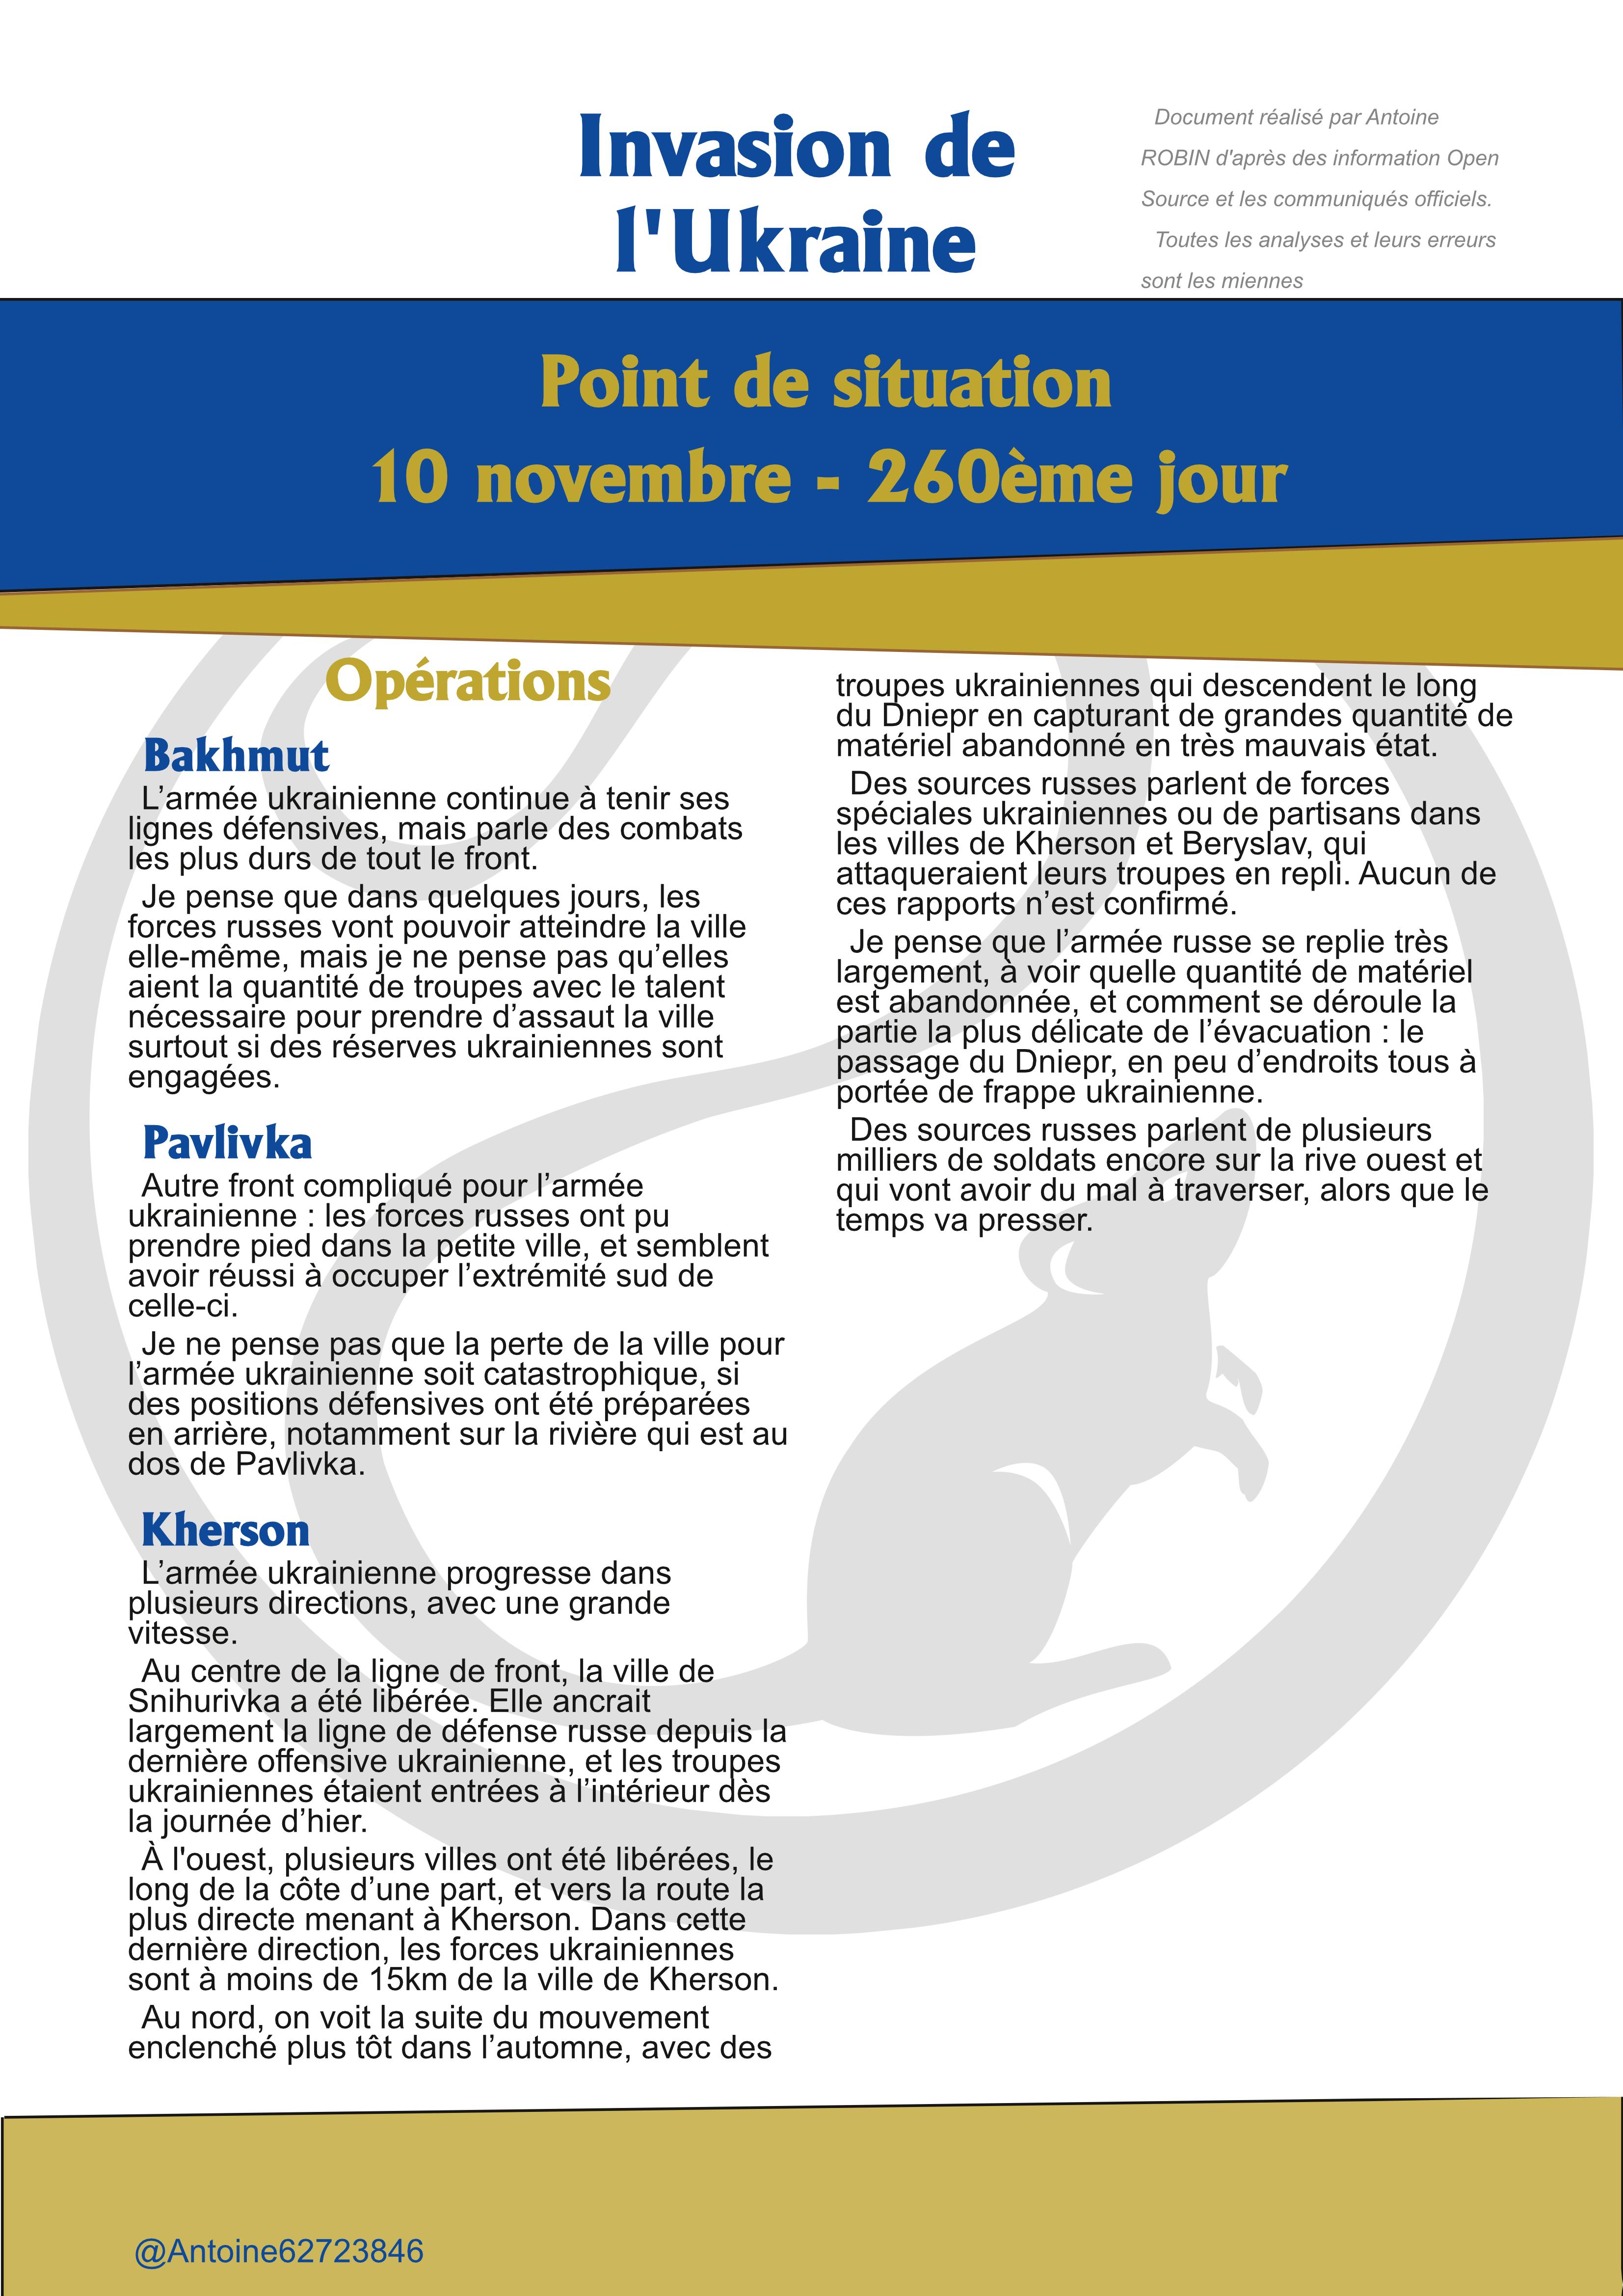 Invasion de
l'Ukraine
Document réalisé par Antoine
ROBIN d'après des information Open
Source et les communiqués officiels.
Toutes les analyses et leurs erreurs
sont les miennes
Point de situation
10 novembre - 260ème jour
Opérations
Bakhmut
L’armée ukrainienne continue à tenir ses
lignes défensives, mais parle des combats
les plus durs de tout le front.
Je pense que dans quelques jours, les
forces russes vont pouvoir atteindre la ville
elle-même, mais je ne pense pas qu’elles
aient la quantité de troupes avec le talent
nécessaire pour prendre d’assaut la ville
surtout si des réserves ukrainiennes sont
engagées.
Pavlivka
Autre front compliqué pour l’armée
ukrainienne : les forces russes ont pu
prendre pied dans la petite ville, et semblent
avoir réussi à occuper l’extrémité sud de
celle-ci.
Je ne pense pas que la perte de la ville pour
l’armée ukrainienne soit catastrophique, si
des positions défensives ont été préparées
en arrière, notamment sur la rivière qui est au
dos de Pavlivka.
Kherson
L’armée ukrainienne progresse dans
plusieurs directions, avec une grande
vitesse.
Au centre de la ligne de front, la ville de
Snihurivka a été libérée. Elle ancrait
largement la ligne de défense russe depuis la
dernière offensive ukrainienne, et les troupes
ukrainiennes étaient entrées à l’intérieur dès
la journée d’hier.
À l'ouest, plusieurs villes ont été libérées, le
long de la côte d’une part, et vers la route la
plus directe menant à Kherson. Dans cette
dernière direction, les forces ukrainiennes
sont à moins de 15km de la ville de Kherson.
Au nord, on voit la suite du mouvement
enclenché plus tôt dans l’automne, avec des
troupes ukrainiennes qui descendent le long
du Dniepr en capturant de grandes quantité de
matériel abandonné en très mauvais état.
Des sources russes parlent de forces
spéciales ukrainiennes ou de partisans dans
les villes de Kherson et Beryslav, qui
attaqueraient leurs troupes en repli. Aucun de
ces rapports n’est confirmé.
Je pense que l’armée russe se replie très
largement, à voir quelle quantité de matériel
est abandonnée, et comment se déroule la
partie la plus délicate de l’évacuation : le
passage du Dniepr, en peu d’endroits tous à
portée de frappe ukrainienne.
Des sources russes parlent de plusieurs
milliers de soldats encore sur la rive ouest et
qui vont avoir du mal à traverser, alors que le
temps va presser.
@Antoine62723846